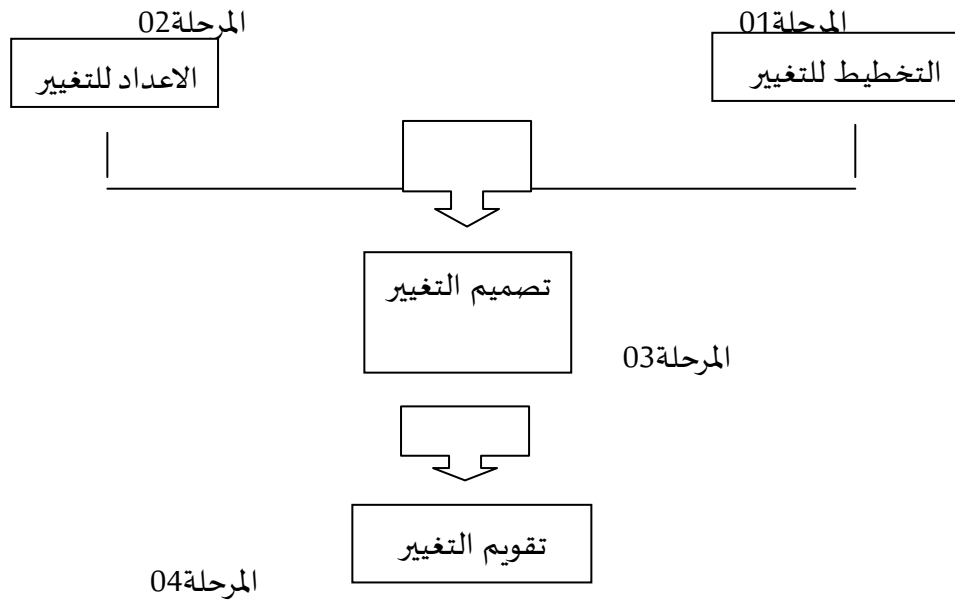 المرحلة01
التخطيط للتغيير
المرحلة02
الاعداد للتغيير
تصميم التغيير
المرحلة03
تقويم التغيير
المرحلة04